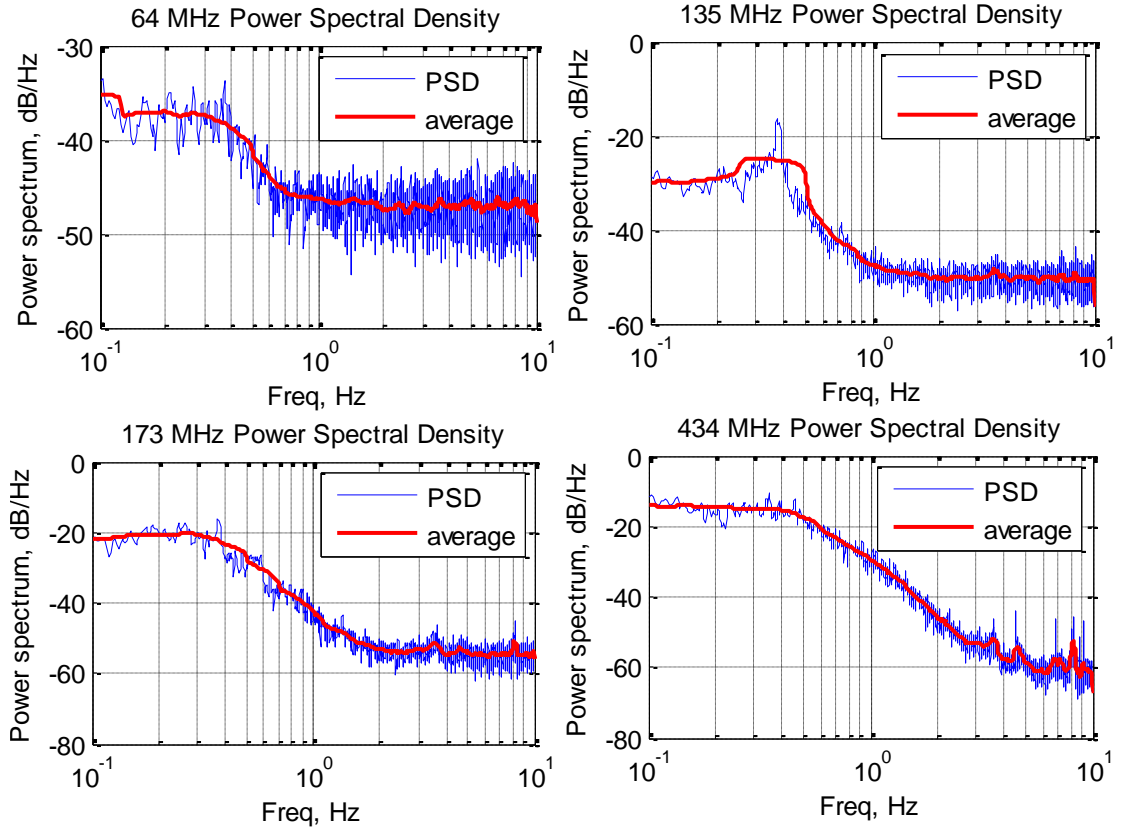 64 MHz Power Spectral Density
Power spectrum, dB/Hz
-30
-40
-50
-60
PSD
average
10^-1
10^0
10^1
Freq, Hz
135 MHz Power Spectral Density
Power spectrum, dB/Hz
0
-20
-40
-60
PSD
average
10^-1
10^0
10^1
Freq, Hz
173 MHz Power Spectral Density
Power spectrum, dB/Hz
0
-20
-40
-60
-80
PSD
average
10^-1
10^0
10^1
Freq, Hz
434 MHz Power Spectral Density
Power spectrum, dB/Hz
0
-20
-40
-60
-80
PSD
average
10^-1
10^0
10^1
Freq, Hz